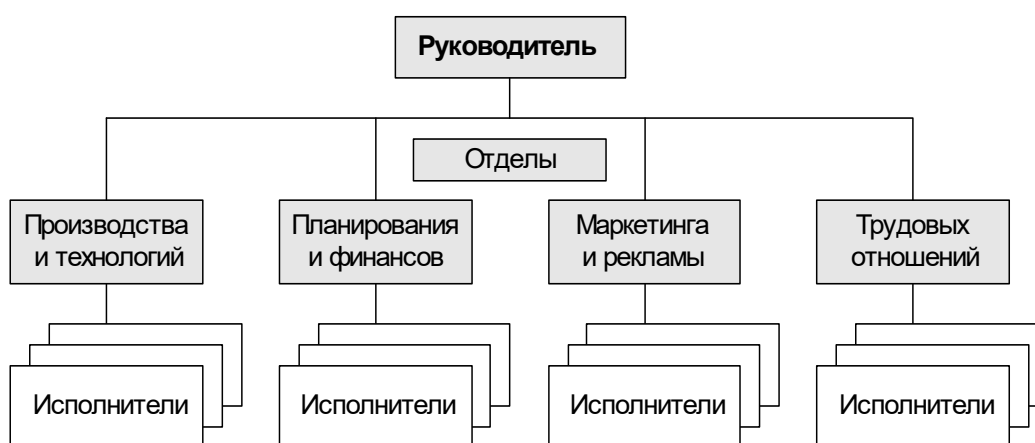 Руководитель
Отделы
Производства
и технологий
Планирования
и финансов
Маркетинга
и рекламы
Трудовых
отношений
Исполнители
Исполнители
Исполнители
Исполнители